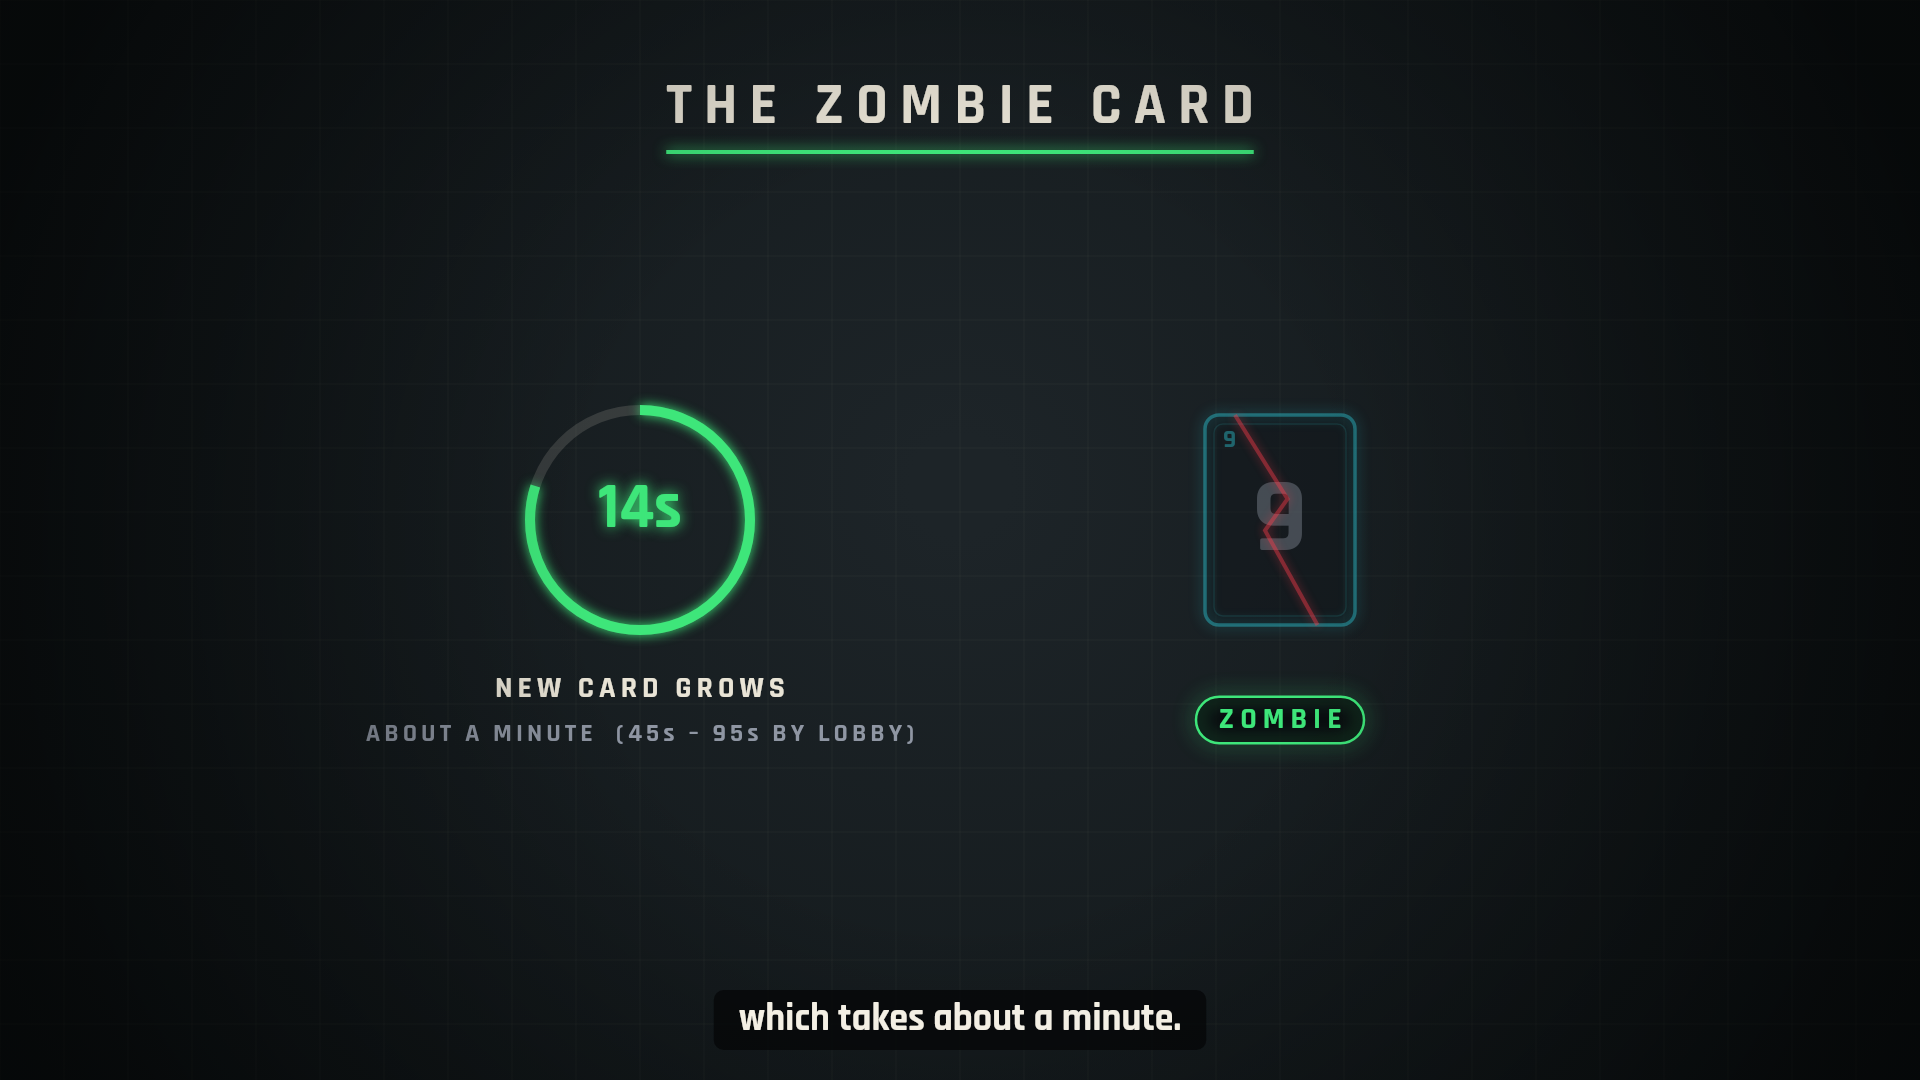 THE ZOMBIE CARD
14s
NEW CARD GROWS
ABOUT A MINUTE (45s - 95s BY LOBBY)
9
9
ZOMBIE
which takes about a minute.